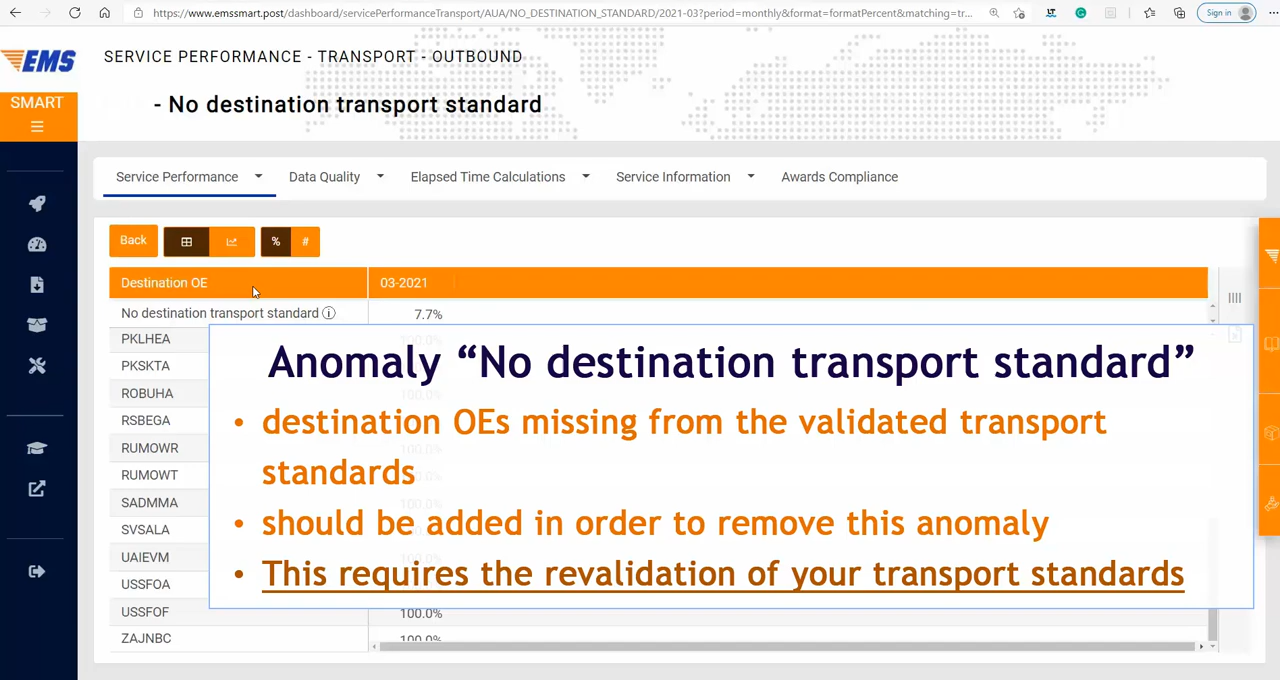 https://www.emssmart.post/dashboard/servicePerformanceTransport/AUA/NO_DESTINATION_STANDARD/2021-03?period=monthly&format=formatPercent&matching=tr...
Sign in
EMS
SERVICE PERFORMANCE - TRANSPORT - OUTBOUND
SMART
- No destination transport standard
Service Performance Data Quality Elapsed Time Calculations Service Information Awards Compliance
Back % #
Destination OE 03-2021
No destination transport standard 7.7%
PKLHEA
Anomaly “No destination transport standard”
PKSKTA
ROBUHA
RSBEGA
• destination OEs missing from the validated transport
standards
RUMOWR
RUMOWT
SADMMA
SVSALA
• should be added in order to remove this anomaly
UAIEVM
USSFOA
• This requires the revalidation of your transport standards
USSFOF 100.0%
ZAJNBC 100.0%